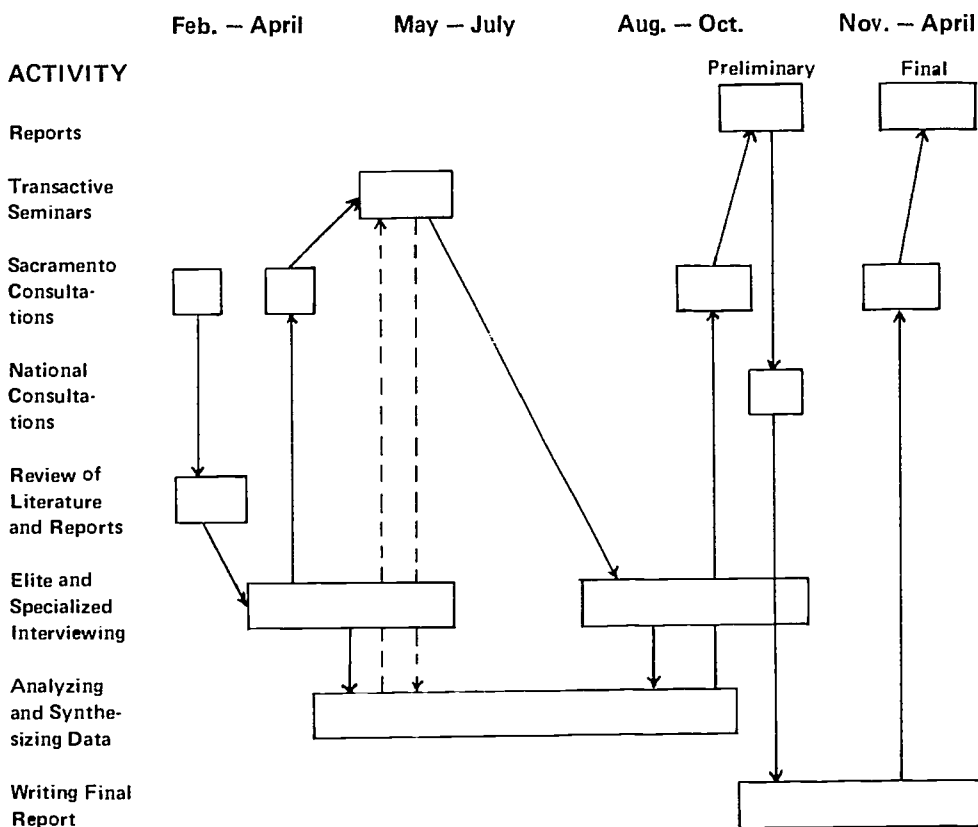 Feb. — April May — July Aug. — Oct. Nov. — April
ACTIVITY
Preliminary Final
Reports
Transactive
Seminars
Sacramento
Consulta-
tions
National
Consulta-
tions
Review of
Literature
and Reports
Elite and
Specialized
Interviewing
Analyzing
and Synthe-
sizing Data
Writing Final
Report